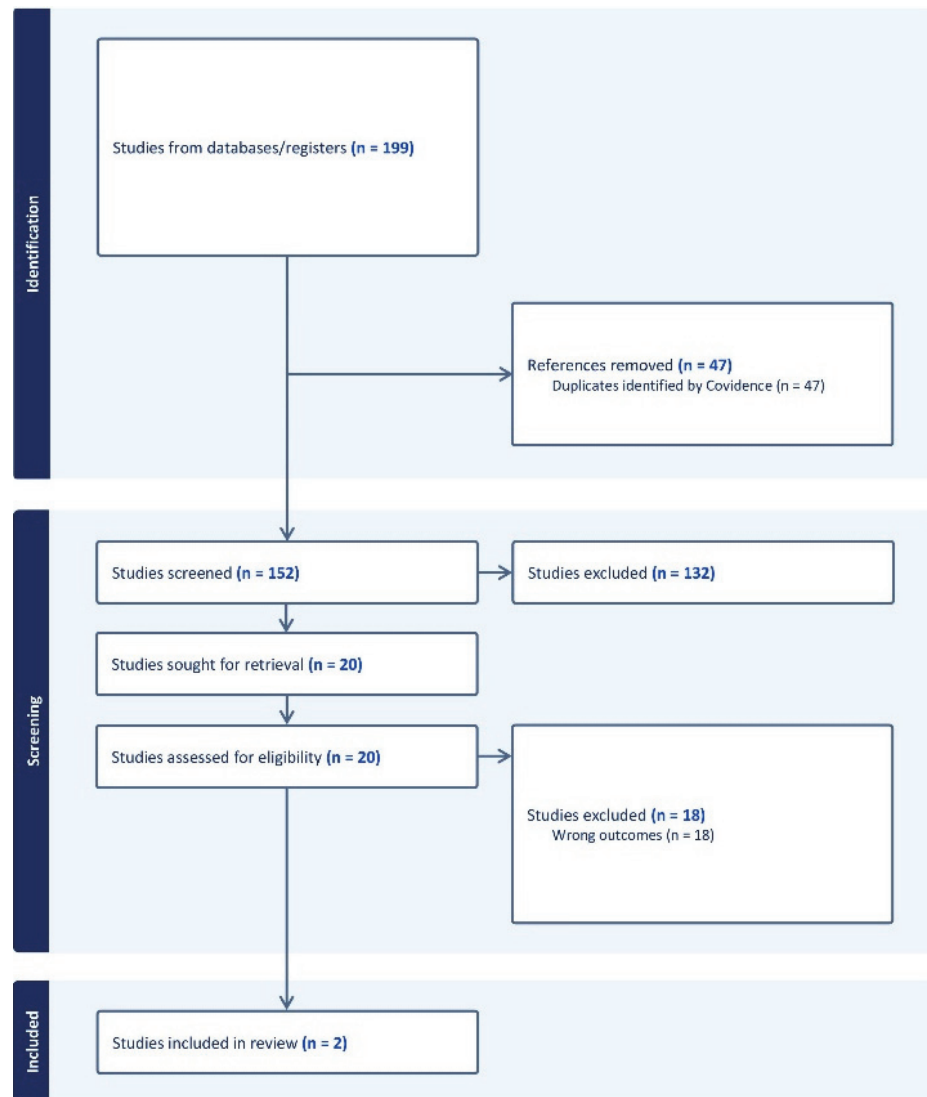 Identification
Studies from databases/registers (n = 199)
References removed (n = 47)
Duplicates identified by Covidence (n = 47)
Screening
Studies screened (n = 152)
Studies excluded (n = 132)
Studies sought for retrieval (n = 20)
Studies assessed for eligibility (n = 20)
Studies excluded (n = 18)
Wrong outcomes (n = 18)
Included
Studies included in review (n = 2)